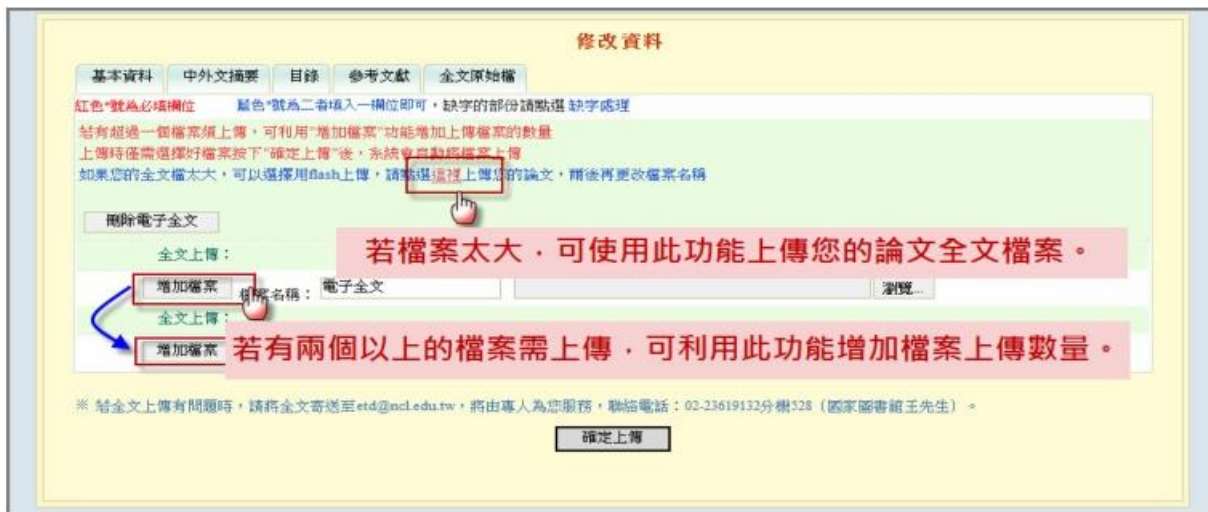 修改資料
基本資料 中外文摘要 目錄 參考文獻 全文原始檔
紅色*號為必填欄位 藍色*號為二者填入一欄位即可，缺字的部份請點選 缺字處理
若有超過一個檔案須上傳，可利用"增加檔案"功能增加上傳檔案的數量
上傳時僅需選擇好檔案按下"確定上傳"後，系統會自動將檔案上傳
如果您的全文檔太大，可以選擇用flash上傳，請點選這裡上傳您的論文，爾後再更改檔案名稱
刪除電子全文
若檔案太大，可使用此功能上傳您的論文全文檔案。
全文上傳：
增加檔案 檔案名稱： 電子全文 瀏覽...
全文上傳：
增加檔案 若有兩個以上的檔案需上傳，可利用此功能增加檔案上傳數量。
※ 若全文上傳有問題時，請將全文寄送至etd@ncl.edu.tw，將由專人為您服務，聯絡電話：02-23619132分機528（國家圖書館王先生）。
確定上傳